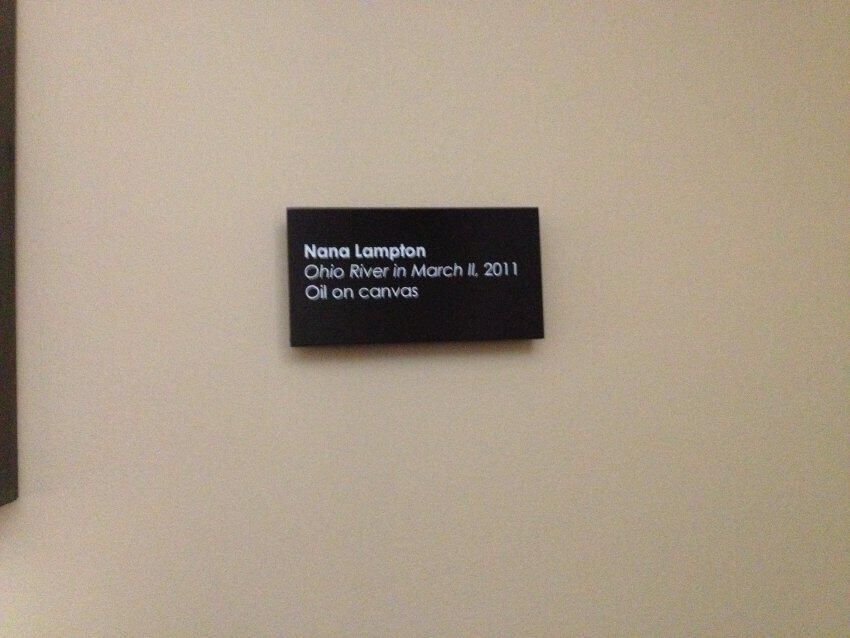 Nana Lampton
Ohio River in March II, 2011
Oil on canvas